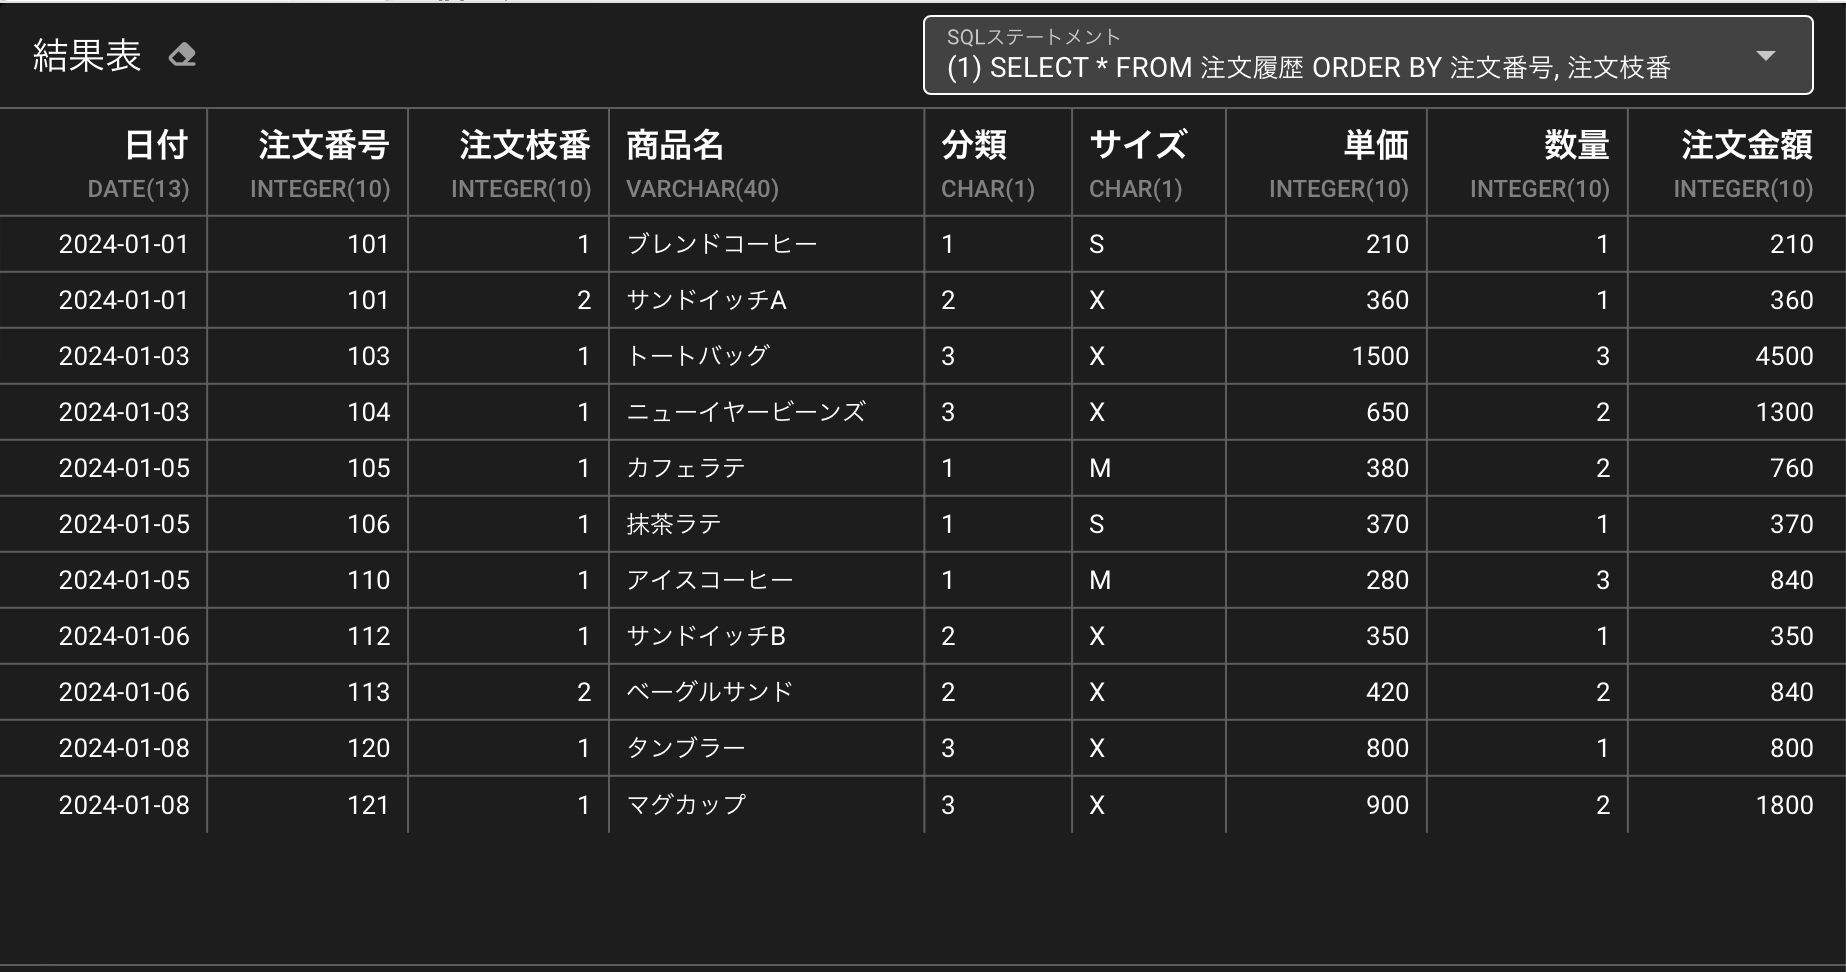 結果表
SQLステートメント
(1) SELECT * FROM 注文履歴 ORDER BY 注文番号, 注文枝番
日付 注文番号 注文枝番 商品名 分類 サイズ 単価 数量 注文金額
DATE(13) INTEGER(10) INTEGER(10) VARCHAR(40) CHAR(1) CHAR(1) INTEGER(10) INTEGER(10) INTEGER(10)
2024-01-01 101 1 ブレンドコーヒー 1 S 210 1 210
2024-01-01 101 2 サンドイッチA 2 X 360 1 360
2024-01-03 103 1 トートバッグ 3 X 1500 3 4500
2024-01-03 104 1 ニューイヤービーンズ 3 X 650 2 1300
2024-01-05 105 1 カフェラテ 1 M 380 2 760
2024-01-05 106 1 抹茶ラテ 1 S 370 1 370
2024-01-05 110 1 アイスコーヒー 1 M 280 3 840
2024-01-06 112 1 サンドイッチB 2 X 350 1 350
2024-01-06 113 2 ベーグルサンド 2 X 420 2 840
2024-01-08 120 1 タンブラー 3 X 800 1 800
2024-01-08 121 1 マグカップ 3 X 900 2 1800